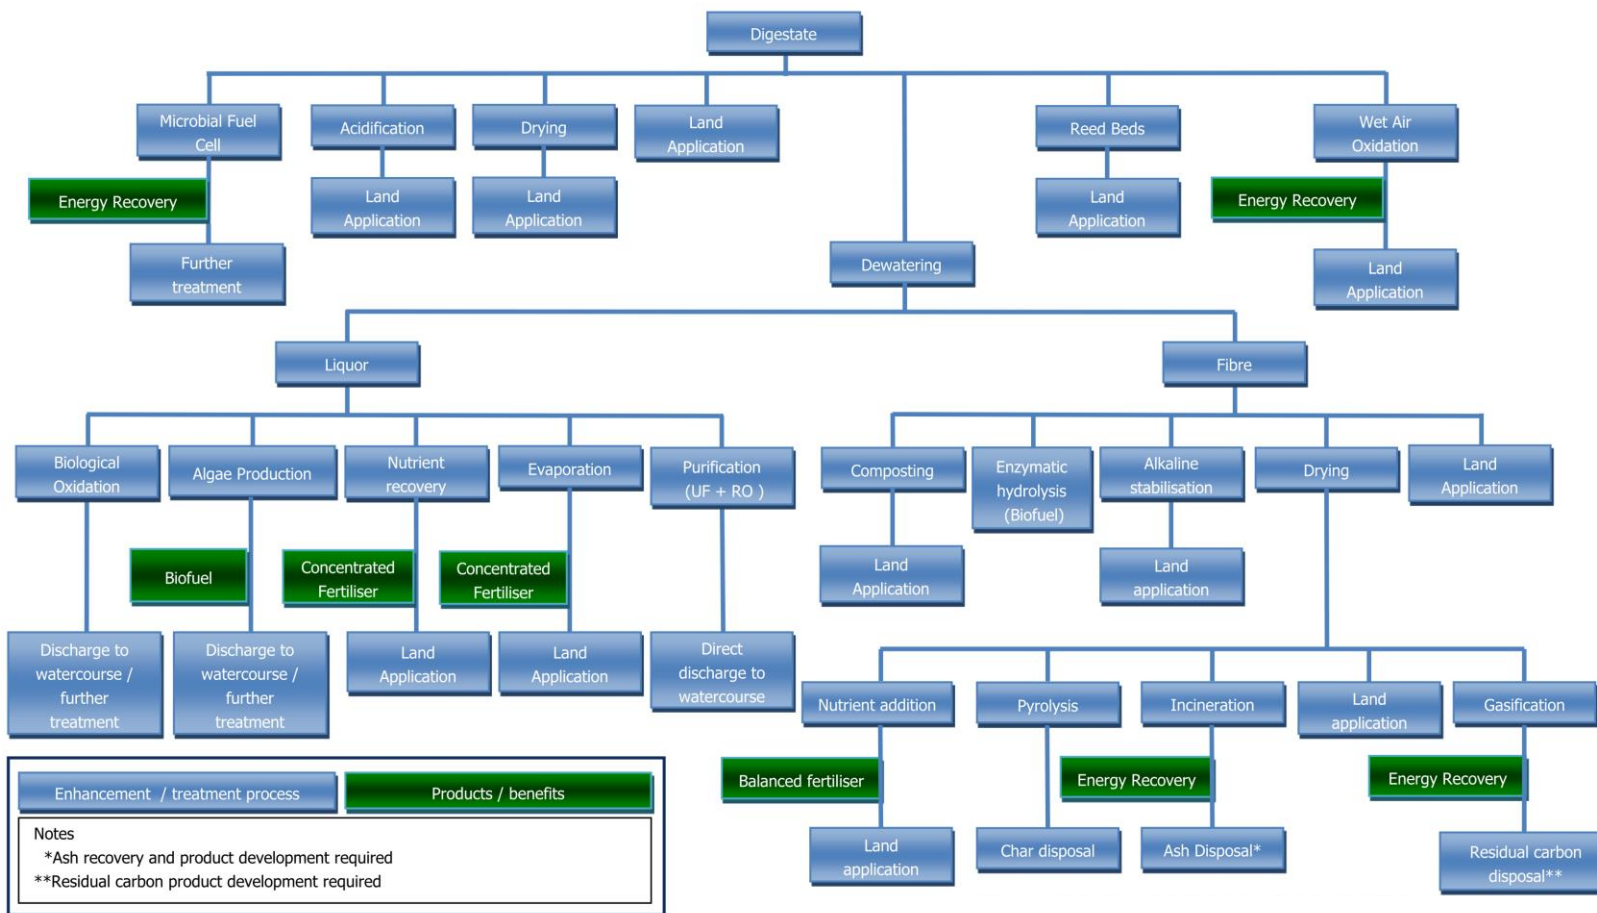 Digestate
Microbial Fuel
Cell
Acidification
Drying
Land
Application
Reed Beds
Wet Air
Oxidation
Energy Recovery
Land
Application
Land
Application
Land
Application
Energy Recovery
Further
treatment
Dewatering
Land
Application
Liquor
Fibre
Biological
Oxidation
Algae Production
Nutrient
recovery
Evaporation
Purification
(UF + RO )
Composting
Enzymatic
hydrolysis
(Biofuel)
Alkaline
stabilisation
Drying
Land
Application
Biofuel
Concentrated
Fertiliser
Concentrated
Fertiliser
Land
Application
Land
application
Discharge to
watercourse /
further
treatment
Discharge to
watercourse /
further
treatment
Land
Application
Land
Application
Direct
discharge to
watercourse
Nutrient addition
Pyrolysis
Incineration
Land
application
Gasification
Balanced fertiliser
Energy Recovery
Energy Recovery
Land
application
Char disposal
Ash Disposal*
Residual carbon
disposal**
Enhancement / treatment process
Products / benefits
Notes
*Ash recovery and product development required
**Residual carbon product development required